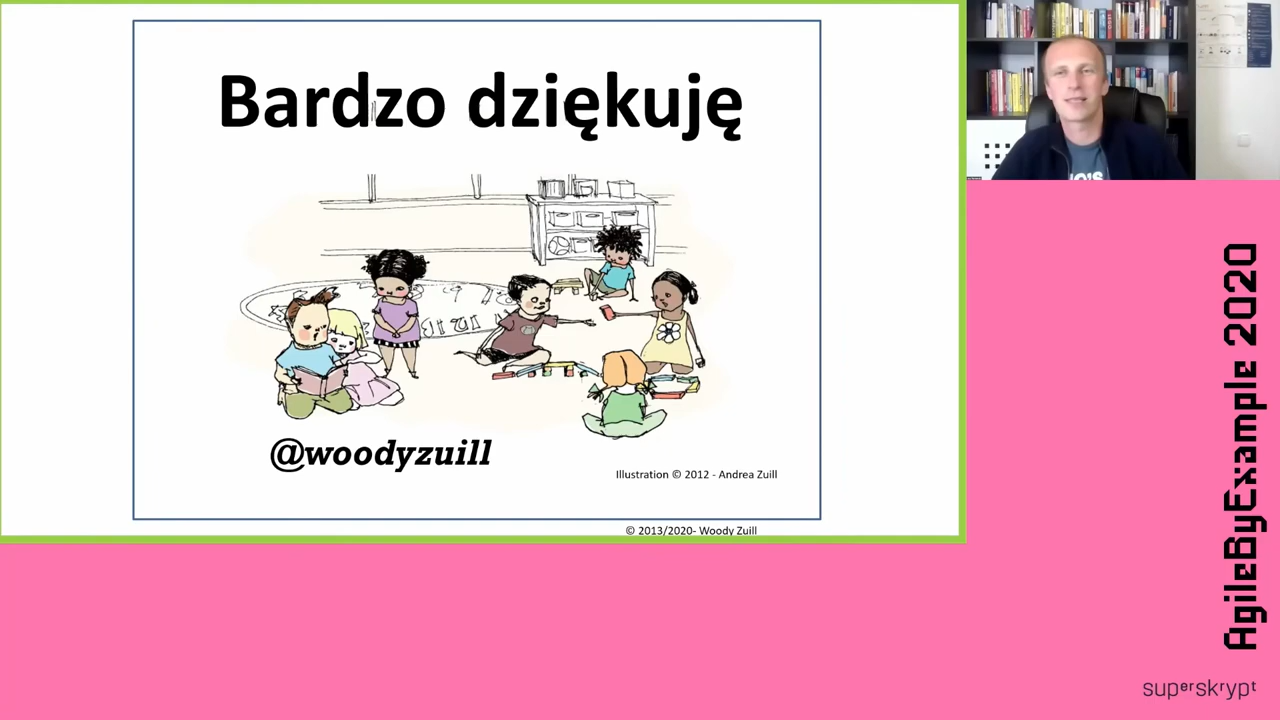 Bardzo dziękuję
@woodyzuill
Illustration © 2012 - Andrea Zuill
© 2013/2020- Woody Zuill
AgileByExample 2020
superskrypt